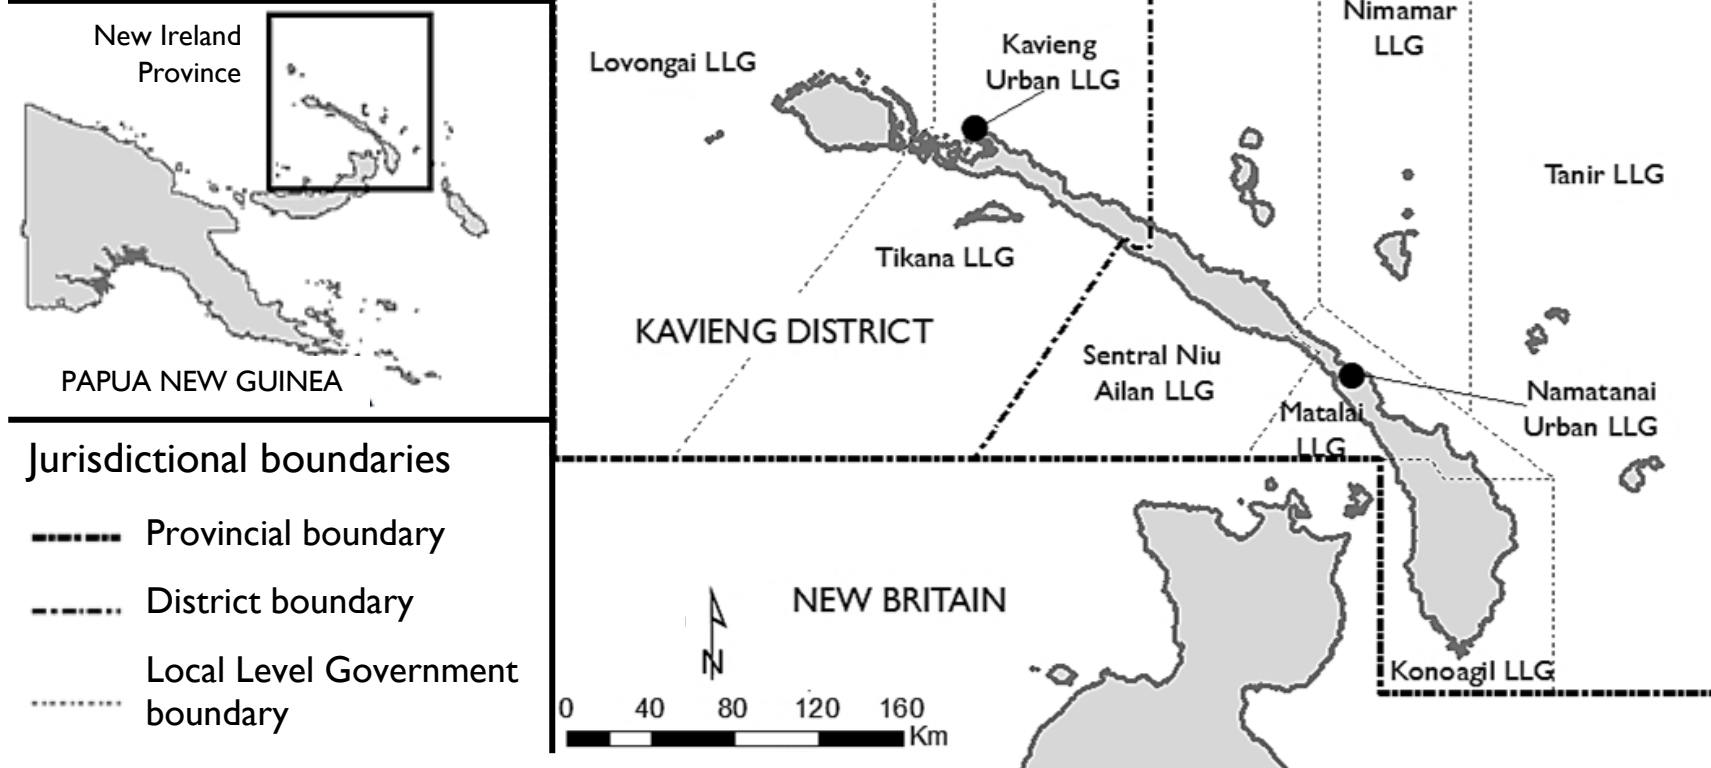 New Ireland
Province
PAPUA NEW GUINEA
Jurisdictional boundaries
Provincial boundary
District boundary
Local Level Government
boundary
Lovongai LLG
Kavieng
Urban LLG
Nimamar
LLG
Tanir LLG
Tikana LLG
KAVIENG DISTRICT
Sentral Niu
Ailan LLG
Matalai
LLG
Namatanai
Urban LLG
NEW BRITAIN
Konoagil LLG
N
0 40 80 120 160
Km